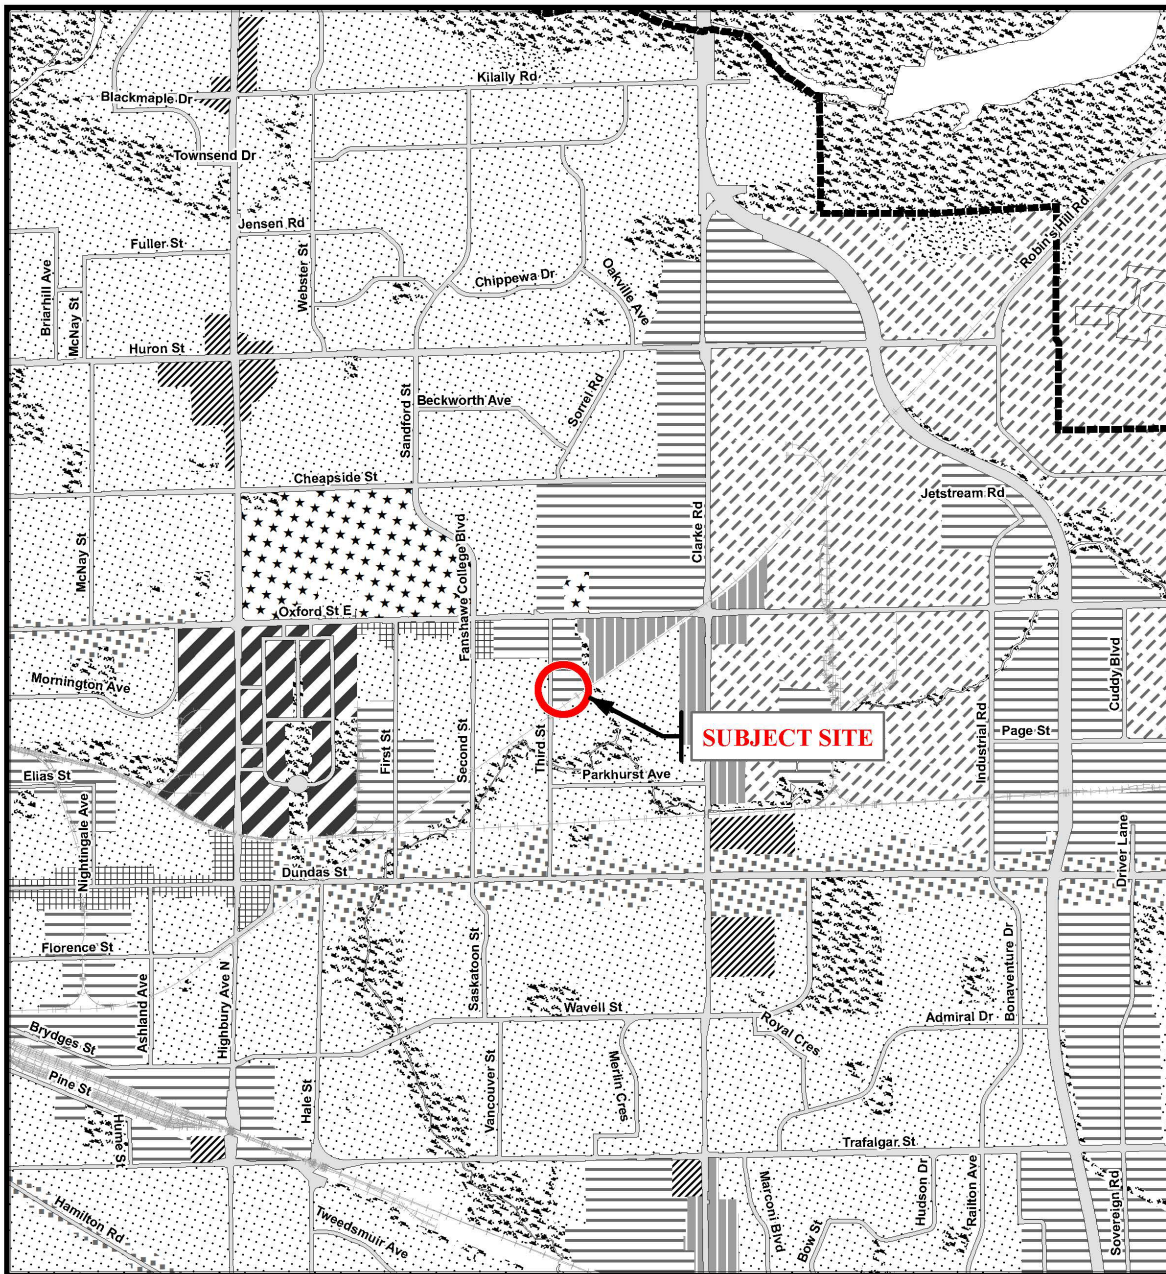 Kilally Rd
Blackmaple Dr
Townsend Dr
Jensen Rd
Fuller St
Robin's Hill Rd
Webster St
Oakville Ave
Chippewa Dr
Briarhill Ave
McNay St
Huron St
Sandford St
Sorrel Rd
Beckworth Ave
Cheapside St
Jetstream Rd
Clarke Rd
McNay St
Fanshawe College Blvd
Oxford St E
Cuddy Blvd
Mornington Ave
First St
Second St
Third St
SUBJECT SITE
Industrial Rd
Page St
Elias St
Parkhurst Ave
Nightingale Ave
Driver Lane
Dundas St
Florence St
Ashland Ave
Highbury Ave N
Saskatoon St
Bonaventure Dr
Wavell St
Royal Cres
Admiral Dr
Brydges St
Pine St
Hale St
Vancouver St
Merlin Cres
Hume St
Trafalgar St
Hamilton Rd
Tweedsmuir Ave
Marconi Blvd
Bow St
Hudson Dr
Railton Ave
Sovereign Rd